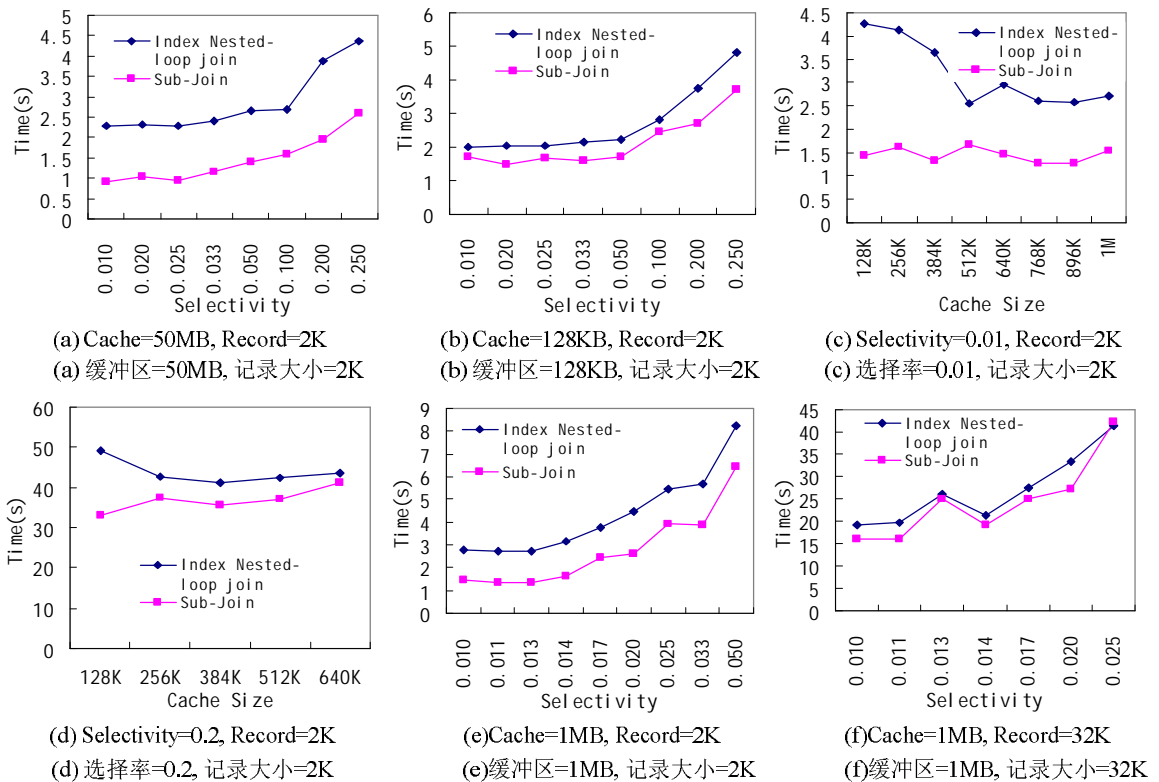 5
4.5
4
3.5
3
2.5
2
1.5
1
0.5
0
Time(s)
Index Nested-
loop join
Sub-Join
0.010
0.020
0.025
0.033
0.050
0.100
0.200
0.250
Selectivity
(a) Cache=50MB, Record=2K
(a) 缓冲区=50MB, 记录大小=2K
6
5
4
3
2
1
0
Time(s)
Index Nested-
loop join
Sub-Join
0.010
0.020
0.025
0.033
0.050
0.100
0.200
0.250
Selectivity
(b) Cache=128KB, Record=2K
(b) 缓冲区=128KB, 记录大小=2K
4.5
4
3.5
3
2.5
2
1.5
1
0.5
0
Time(s)
Index Nested-
loop join
Sub-Join
128K
256K
384K
512K
640K
768K
896K
1M
Cache Size
(c) Selectivity=0.01, Record=2K
(c) 选择率=0.01, 记录大小=2K
60
50
40
30
20
10
0
Time(s)
Index Nested-
loop join
Sub-Join
128K 256K 384K 512K 640K
Cache Size
(d) Selectivity=0.2, Record=2K
(d) 选择率=0.2, 记录大小=2K
9
8
7
6
5
4
3
2
1
0
Time(s)
Index Nested-
loop join
Sub-Join
0.010
0.011
0.013
0.014
0.017
0.020
0.025
0.033
0.050
Selectivity
(e)Cache=1MB, Record=2K
(e)缓冲区=1MB, 记录大小=2K
45
40
35
30
25
20
15
10
5
0
Time(s)
Index Nested-
loop join
Sub-Join
0.010
0.011
0.013
0.014
0.017
0.020
0.025
Selectivity
(f)Cache=1MB, Record=32K
(f)缓冲区=1MB, 记录大小=32K